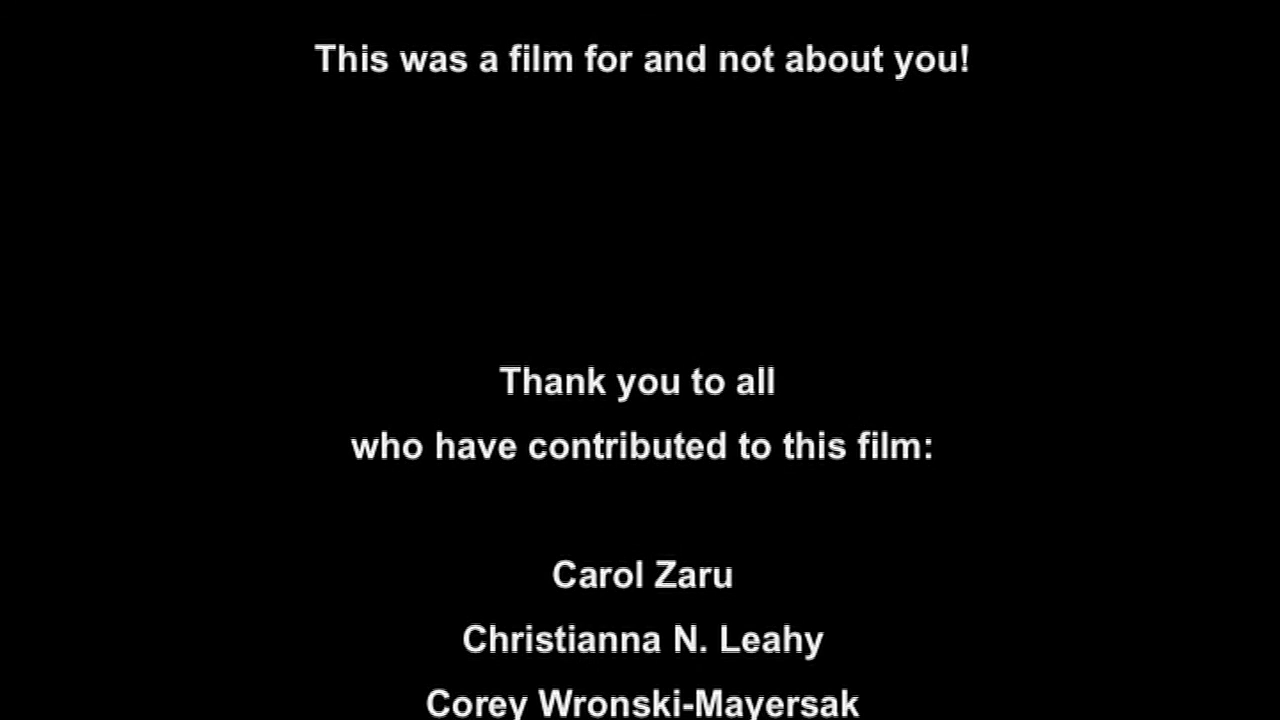 This was a film for and not about you!
Thank you to all
who have contributed to this film:
Carol Zaru
Christianna N. Leahy
Corey Wronski-Mayersak